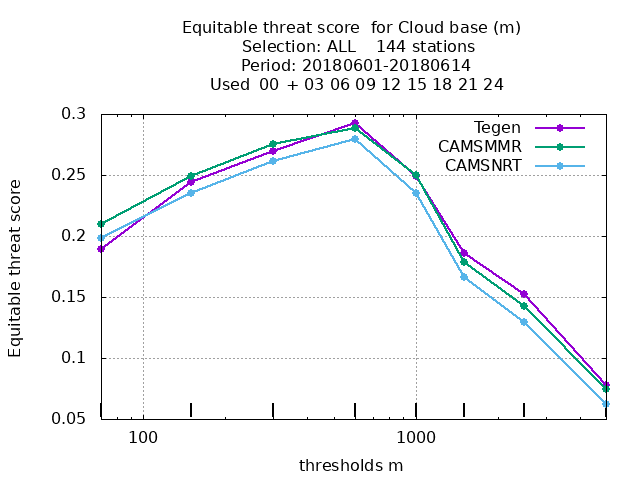 Equitable threat score  for Cloud base (m)
Selection: ALL    144 stations
Period: 20180601-20180614
Used  00 + 03 06 09 12 15 18 21 24
0.3
0.25
0.2
0.15
0.1
0.05
Equitable threat score
Tegen
CAMSMMR
CAMSNRT
100
1000
thresholds m